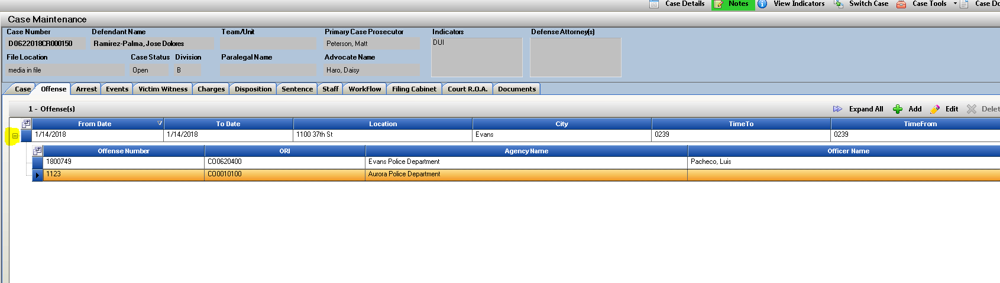 Case Details Notes View Indicators Switch Case Case Tools Case Do
Case Maintenance
Case Number Defendant Name Team/Unit Primary Case Prosecutor Indicators Defense Attorney(s)
D0622018CR000150 Ramirez-Palma, Jose Dolores Peterson, Matt DUI
File Location Case Status Division Paralegal Name Advocate Name
media in file Open B Haro, Daisy
Case Offense Arrest Events Victim Witness Charges Disposition Sentence Staff WorkFlow Filing Cabinet Court R.O.A. Documents
1 - Offense(s) Expand All Add Edit Delet
From Date To Date Location City TimeTo TimeFrom
1/14/2018 1/14/2018 1100 37th St Evans 0239 0239
Offense Number ORI Agency Name Officer Name
1800749 CO0620400 Evans Police Department Pacheco, Luis
1123 CO0010100 Aurora Police Department